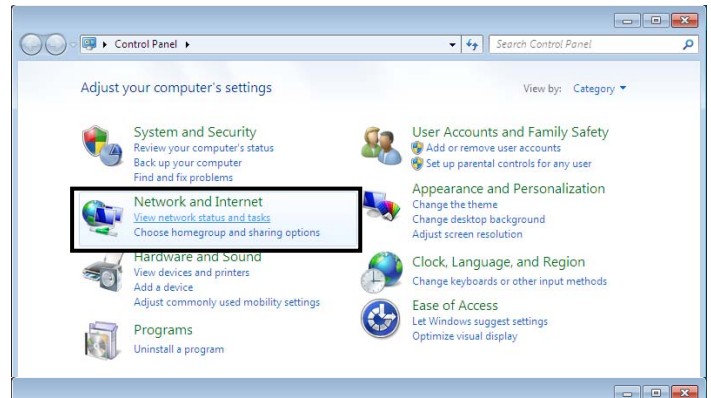 Control Panel
Search Control Panel
Adjust your computer's settings
View by: Category
System and Security
Review your computer's status
Back up your computer
Find and fix problems
Network and Internet
View network status and tasks
Choose homegroup and sharing options
Hardware and Sound
View devices and printers
Add a device
Adjust commonly used mobility settings
Programs
Uninstall a program
User Accounts and Family Safety
Add or remove user accounts
Set up parental controls for any user
Appearance and Personalization
Change the theme
Change desktop background
Adjust screen resolution
Clock, Language, and Region
Change keyboards or other input methods
Ease of Access
Let Windows suggest settings
Optimize visual display